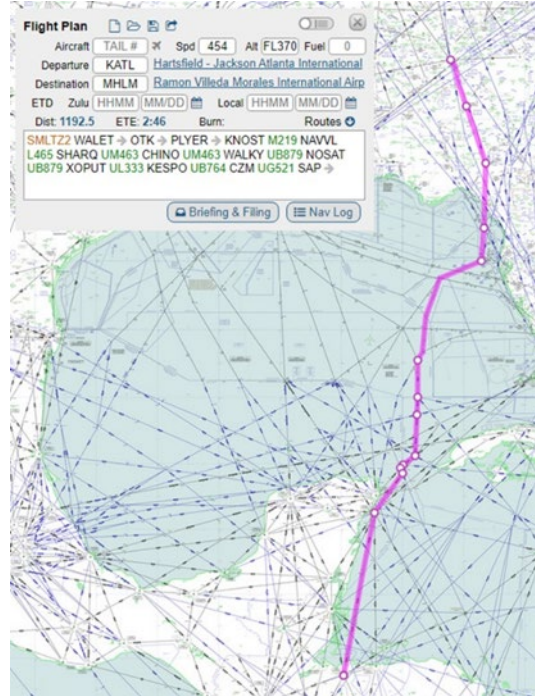 Flight Plan
Aircraft TAIL # Spd 454 Alt FL370 Fuel 0
Departure KATL Hartsfield - Jackson Atlanta International
Destination MHLM Ramon Villeda Morales International Airp
ETD Zulu HHMM MM/DD Local HHMM MM/DD
Dist: 1192.5 ETE: 2:46 Burn: Routes
SMLTZ2 WALET → OTK → PLYER → KNOST M219 NAVVL
L465 SHARQ UM463 CHINO UM463 WALKY UB879 NOSAT
UB879 XOPUT UL333 KESPO UB764 CZM UG521 SAP →
Briefing & Filing Nav Log